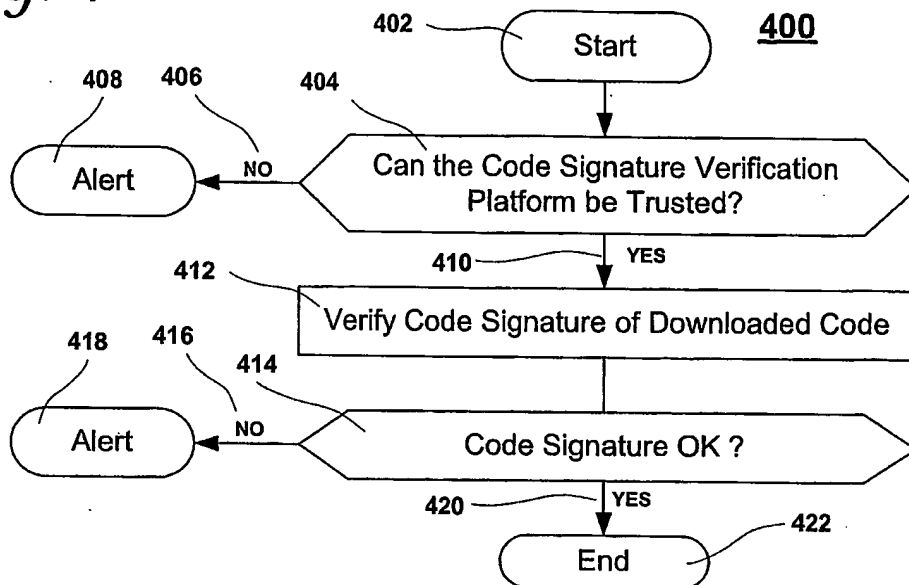 402
Start
400
408
406
404
Alert
NO
Can the Code Signature Verification
Platform be Trusted?
410
YES
412
Verify Code Signature of Downloaded Code
418
416
414
Alert
NO
Code Signature OK ?
420
YES
422
End